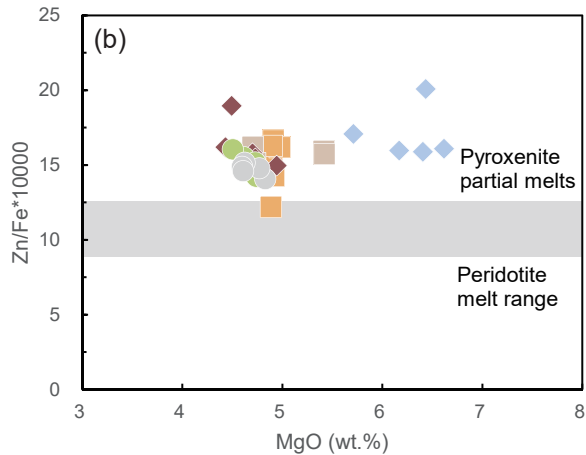 25
(b)
20
15
10
5
0
Zn/Fe*10000
Pyroxenite
partial melts
Peridotite
melt range
3 4 5 6 7 8
MgO (wt.%)